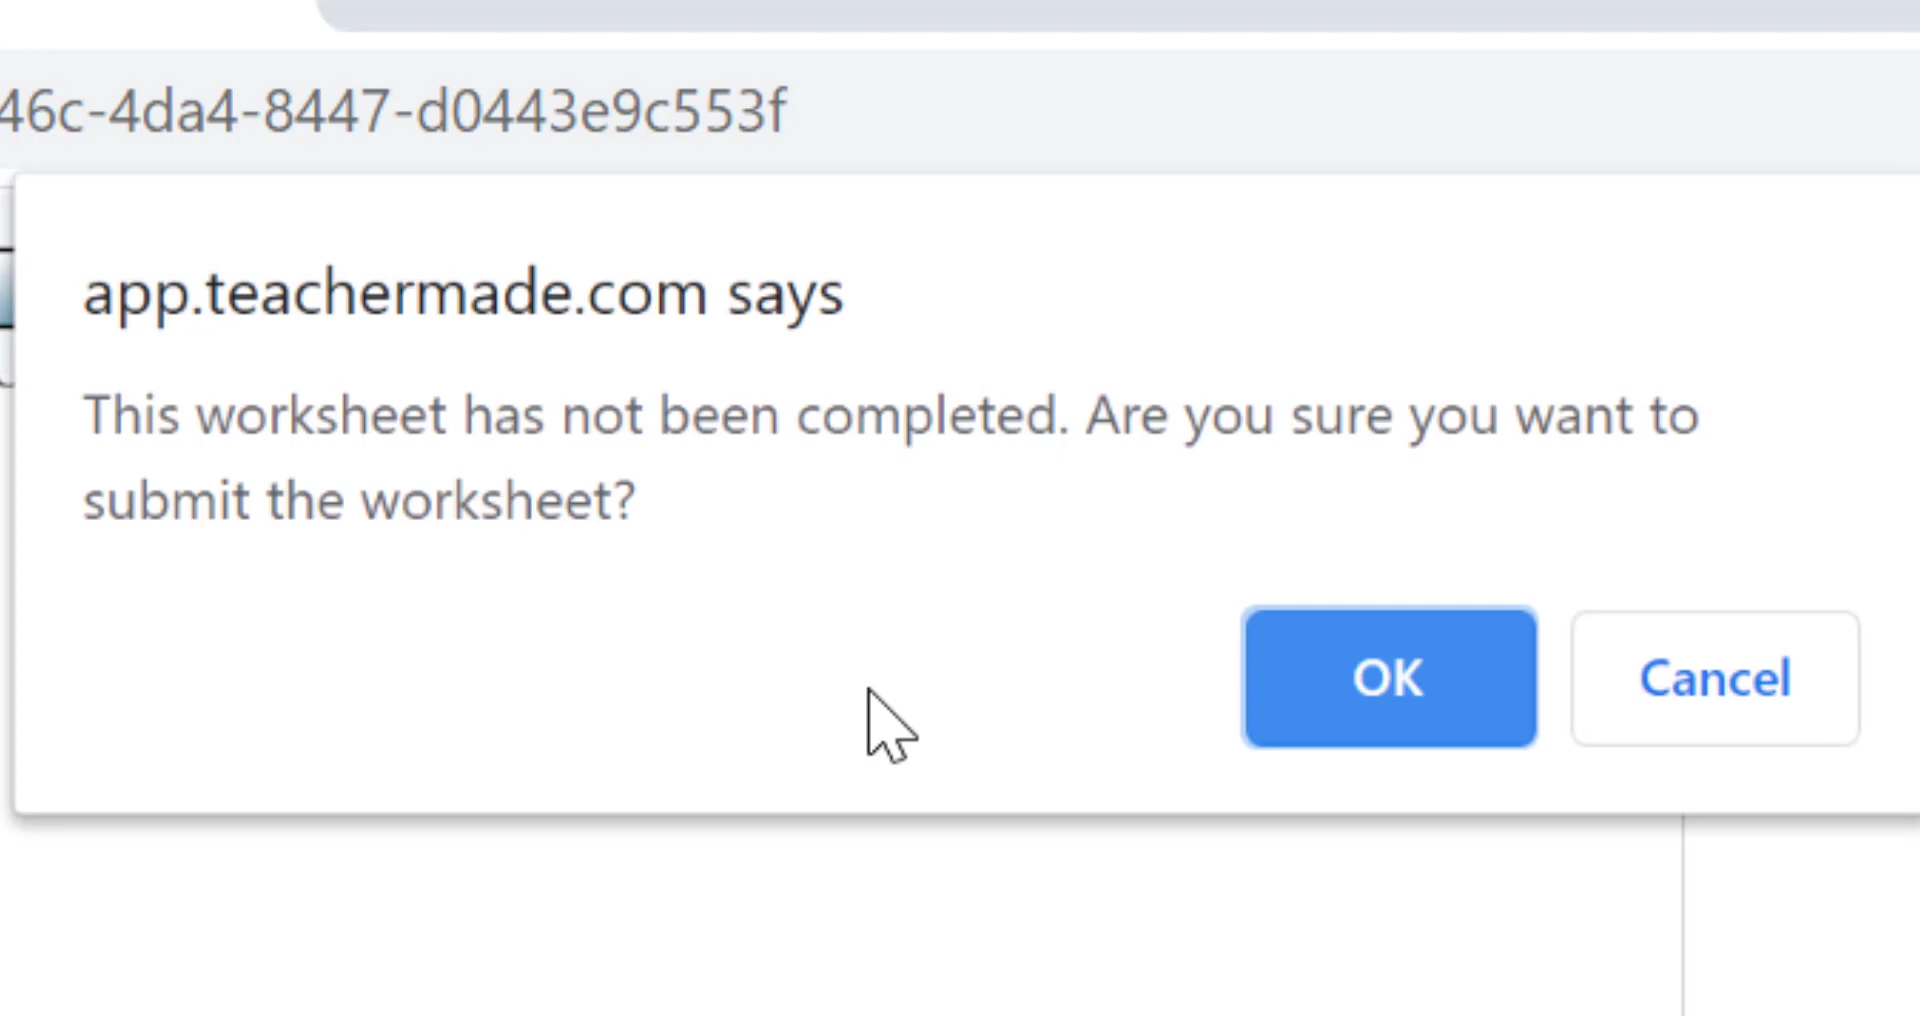 46c-4da4-8447-d0443e9c553f
app.teachermade.com says
This worksheet has not been completed. Are you sure you want to
submit the worksheet?
OK
Cancel